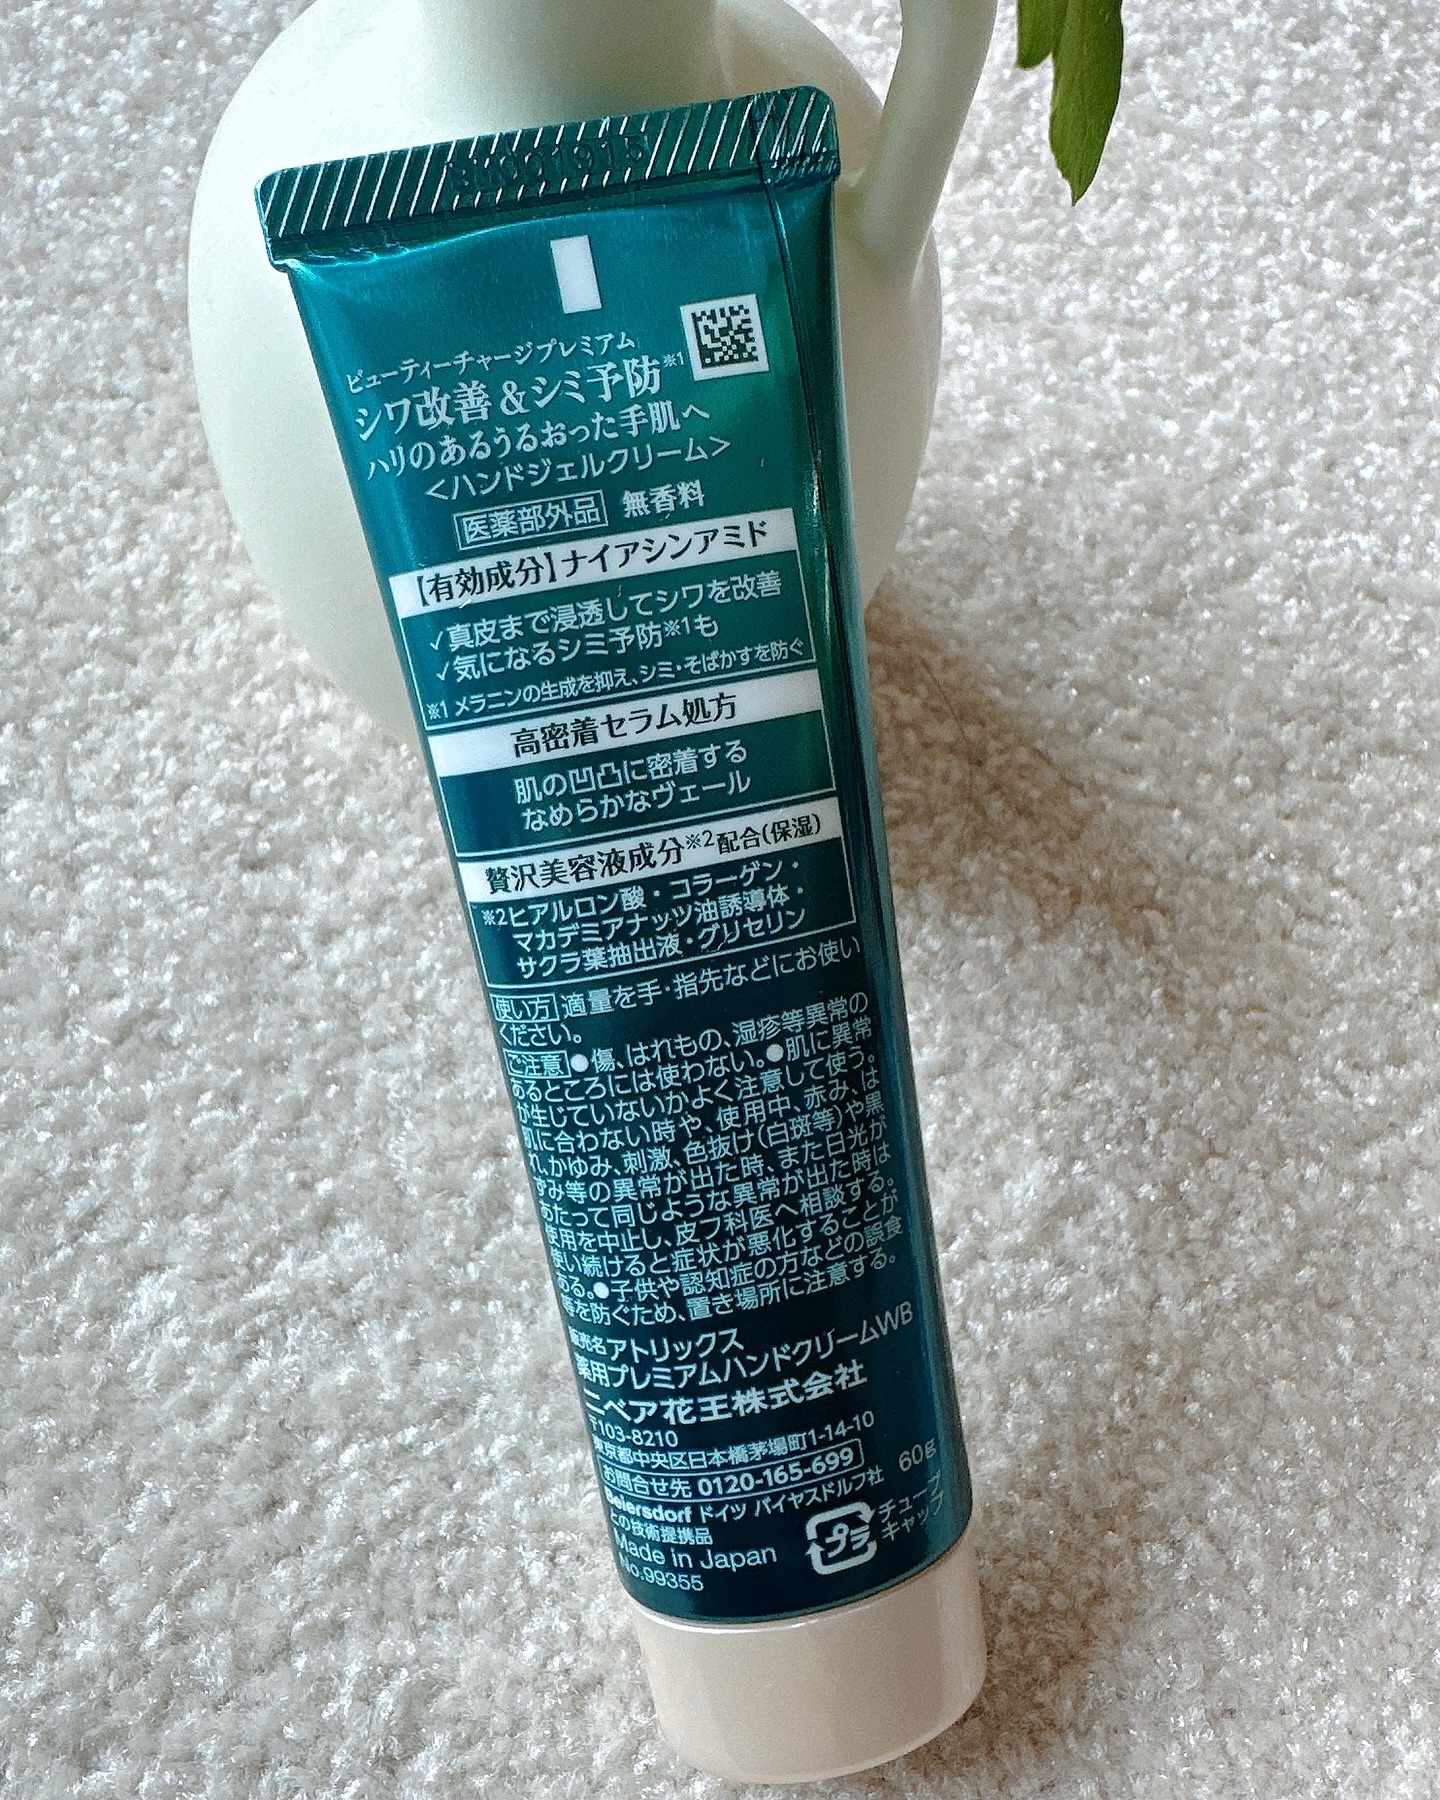 ビューティーチャージプレミアム
シワ改善&シミ予防※1
ハリのあるうるおった手肌へ
<ハンドジェルクリーム>
医薬部外品 無香料
【有効成分】ナイアシンアミド
✓真皮まで浸透してシワを改善
✓気になるシミ予防※1も
※1 メラニンの生成を抑え、シミ・そばかすを防ぐ
高密着セラム処方
肌の凹凸に密着する
なめらかなヴェール
贅沢美容液成分※2配合(保湿)
※2ヒアルロン酸・コラーゲン・
マカデミアナッツ油誘導体・
サクラ葉抽出液・グリセリン
使い方 適量を手・指先などにお使い
ください。
ご注意 ●傷、はれもの、湿疹等異常の
あるところには使わない。●肌に異常
が生じていないかよく注意して使う。
肌に合わない時や、使用中、赤み、は
れ、かゆみ、刺激、色抜け(白斑等)や黒
ずみ等の異常が出た時、また日光が
あたって同じような異常が出た時は
使用を中止し、皮フ科医へ相談する。
使い続けると症状が悪化することが
ある。●子供や認知症の方などの誤食
等を防ぐため、置き場所に注意する。
販売名アトリックス
薬用プレミアムハンドクリームWB
ニベア花王株式会社
〒103-8210
東京都中央区日本橋茅場町1-14-10
お問合せ先 0120-165-699
60g
Beiersdorf ドイツ バイヤスドルフ社
との技術提携品
Made in Japan
No.99355
プラ
チューブ
キャップ